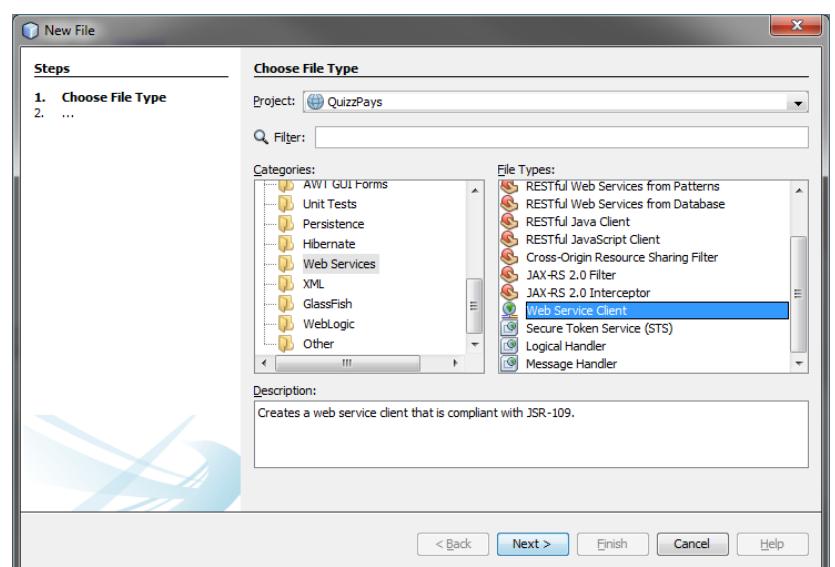 New File
Steps
1. Choose File Type
2. ...
Choose File Type
Project: QuizzPays
Filter:
Categories:
AWT GUI Forms
Unit Tests
Persistence
Hibernate
Web Services
XML
GlassFish
WebLogic
Other
File Types:
RESTful Web Services from Patterns
RESTful Web Services from Database
RESTful Java Client
RESTful JavaScript Client
Cross-Origin Resource Sharing Filter
JAX-RS 2.0 Filter
JAX-RS 2.0 Interceptor
Web Service Client
Secure Token Service (STS)
Logical Handler
Message Handler
Description:
Creates a web service client that is compliant with JSR-109.
< Back Next > Finish Cancel Help